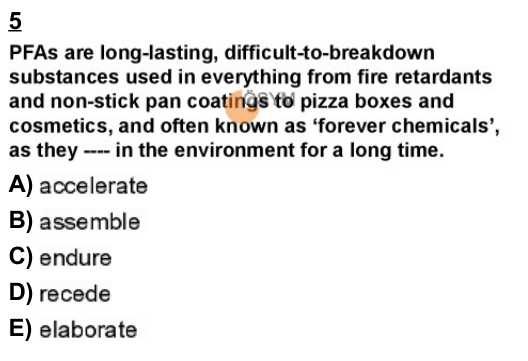 5
PFAs are long-lasting, difficult-to-breakdown
substances used in everything from fire retardants
and non-stick pan coatings to pizza boxes and
cosmetics, and often known as ‘forever chemicals’,
as they ---- in the environment for a long time.
A) accelerate
B) assemble
C) endure
D) recede
E) elaborate
ÖSYM